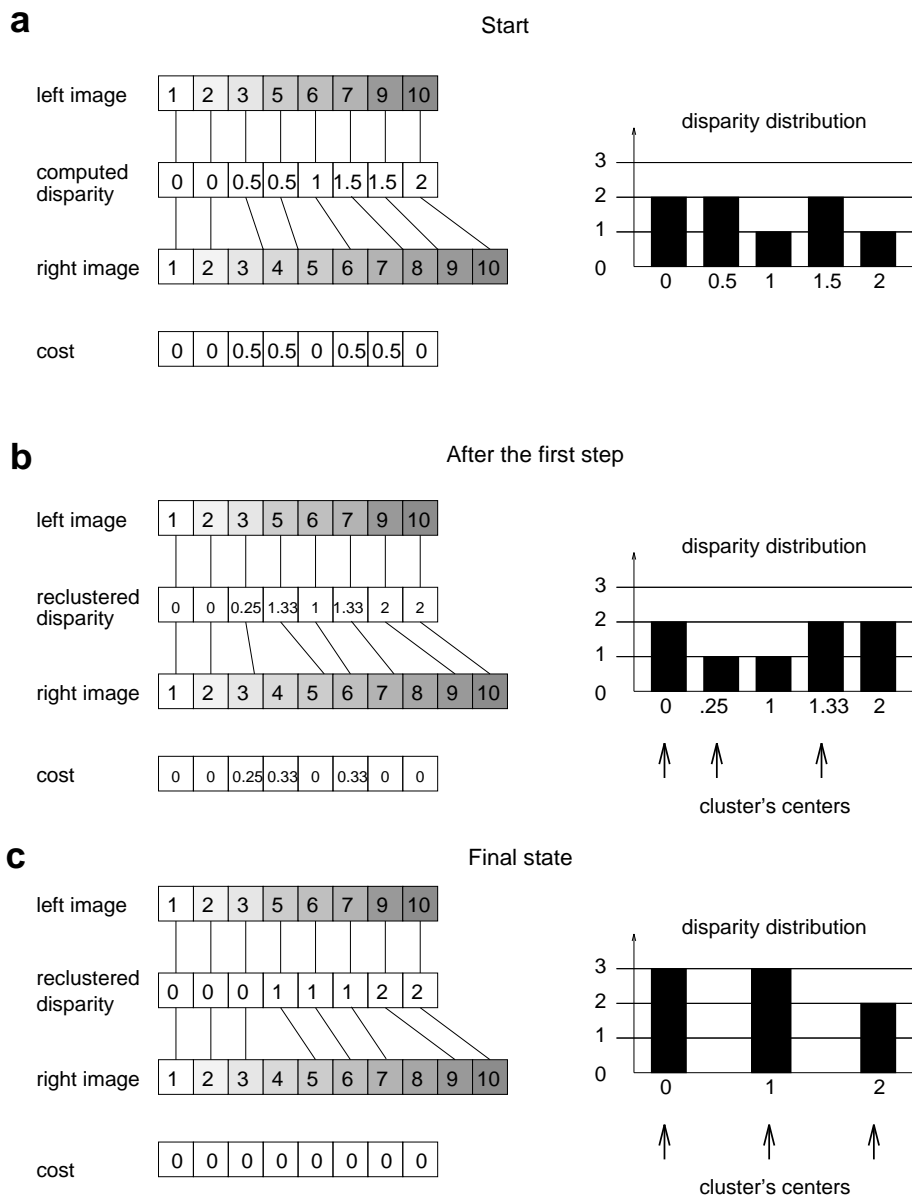 a
Start
left image 1 2 3 5 6 7 9 10
disparity distribution
computed disparity 0 0 0.5 0.5 1 1.5 1.5 2
3
2
1
0
right image 1 2 3 4 5 6 7 8 9 10
0 0.5 1 1.5 2
cost 0 0 0.5 0.5 0 0.5 0.5 0
b
After the first step
left image 1 2 3 5 6 7 9 10
disparity distribution
reclustered disparity 0 0 0.25 1.33 1 1.33 2 2
3
2
1
0
right image 1 2 3 4 5 6 7 8 9 10
0 .25 1 1.33 2
cost 0 0 0.25 0.33 0 0.33 0 0
cluster's centers
c
Final state
left image 1 2 3 5 6 7 9 10
disparity distribution
reclustered disparity 0 0 0 1 1 1 2 2
3
2
1
0
right image 1 2 3 4 5 6 7 8 9 10
0 1 2
cost 0 0 0 0 0 0 0 0
cluster's centers